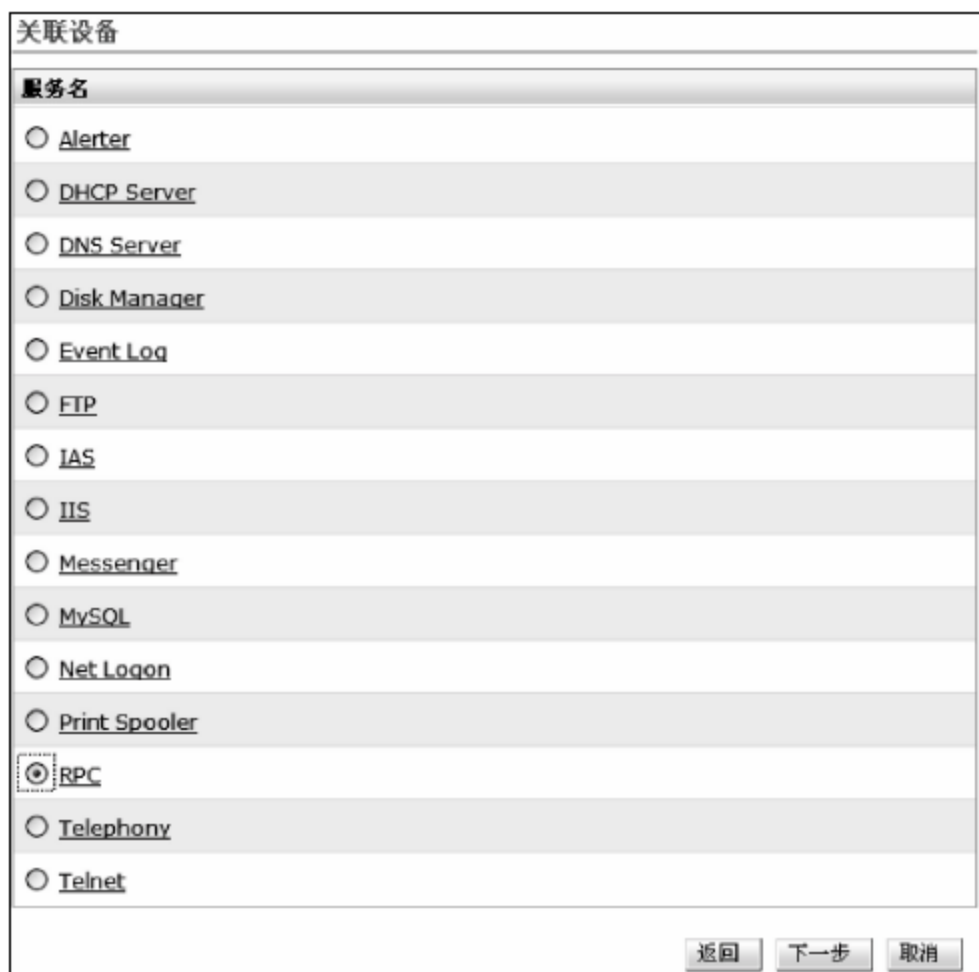 关联设备
服务名
Alerter
DHCP Server
DNS Server
Disk Manager
Event Log
FTP
IAS
IIS
Messenger
MySQL
Net Logon
Print Spooler
RPC
Telephony
Telnet
返回 下一步 取消